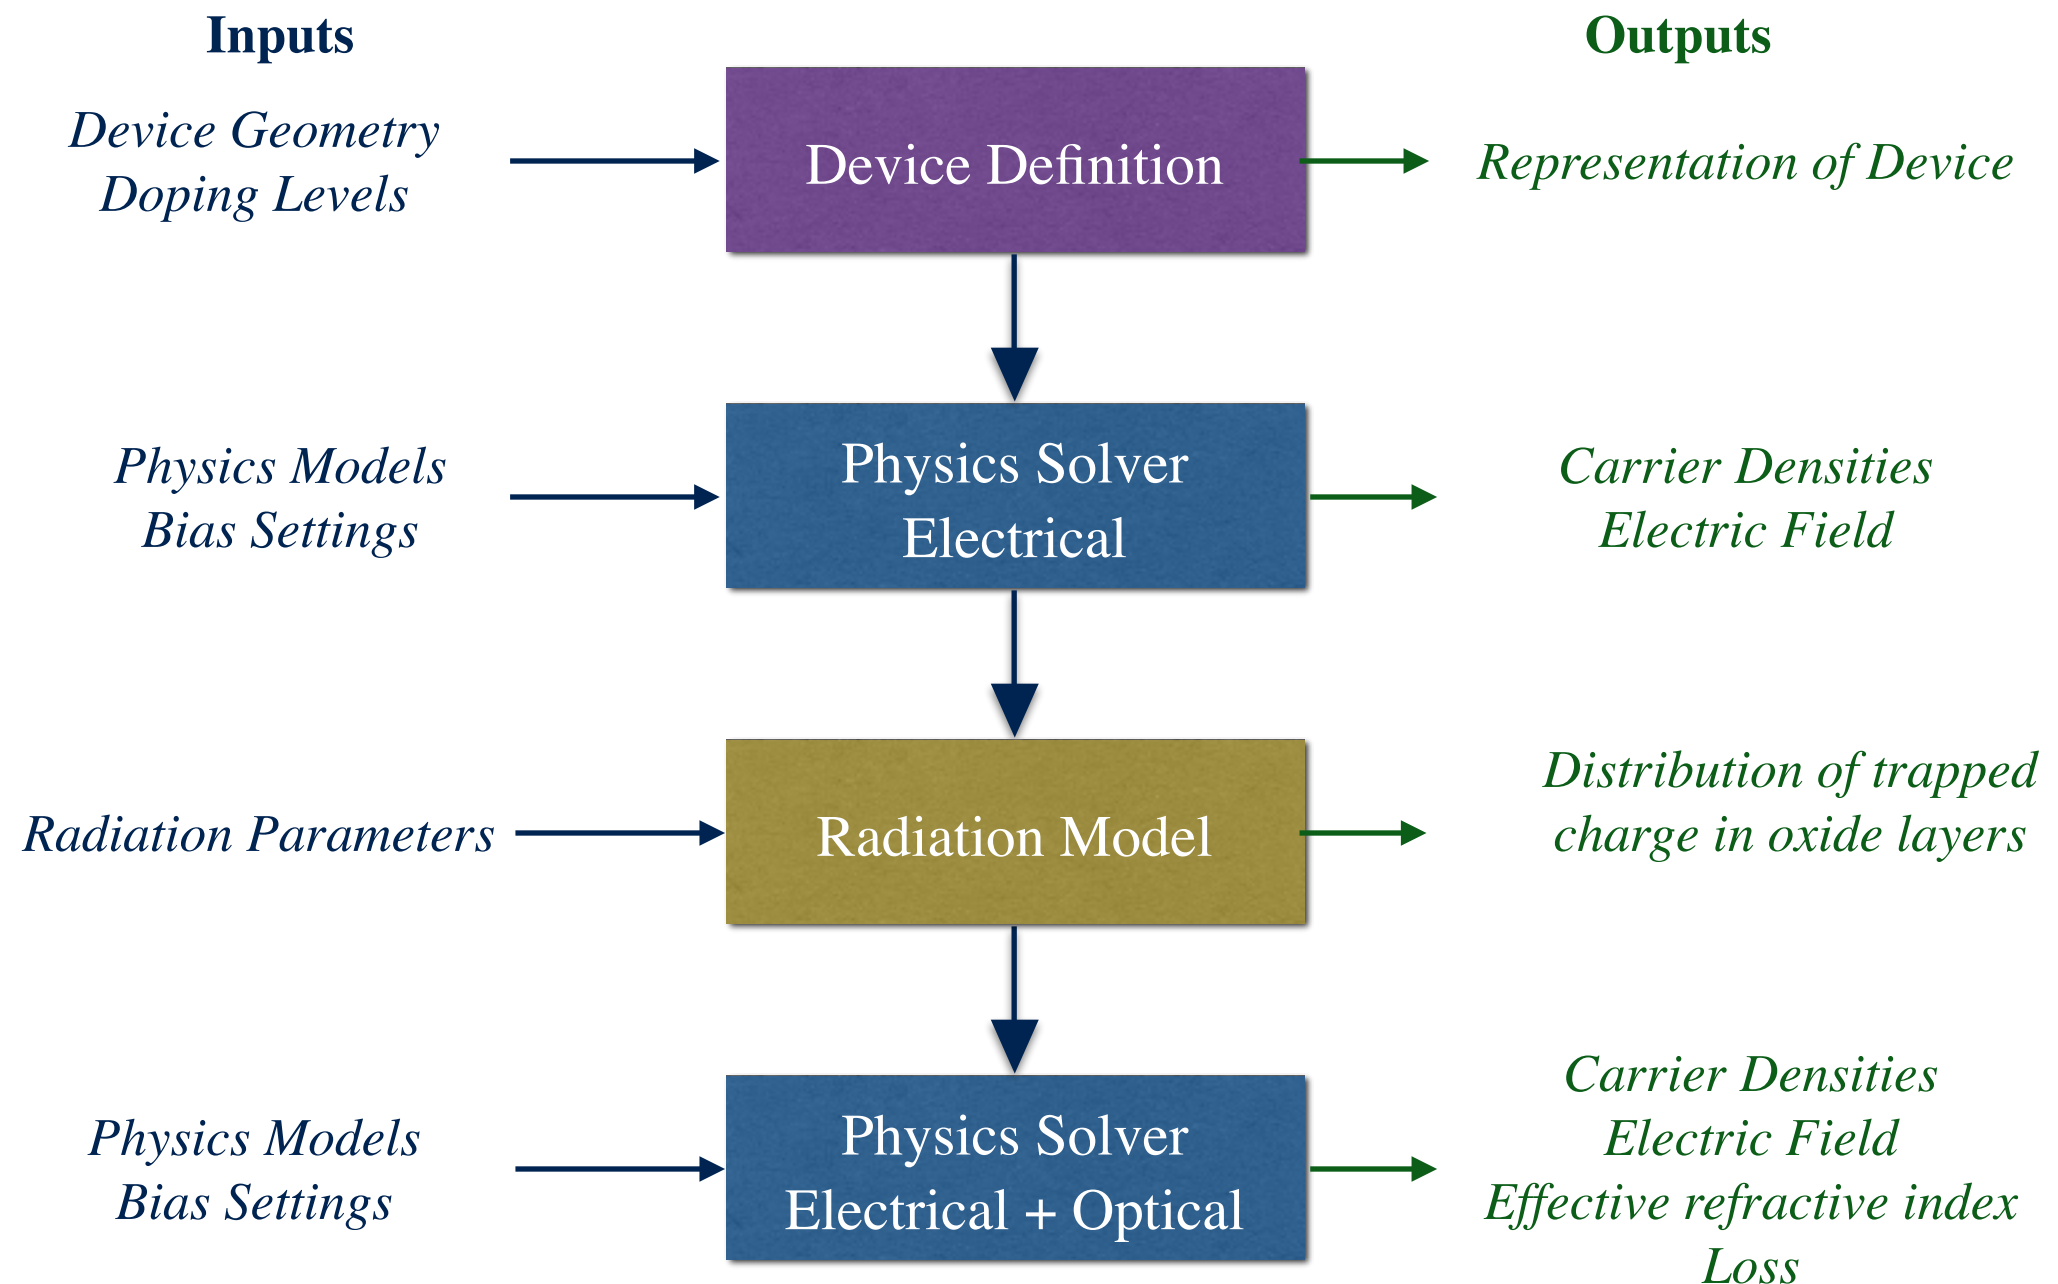 Inputs
Outputs
Device Geometry
Doping Levels
Device Definition
Representation of Device
Physics Models
Bias Settings
Physics Solver
Electrical
Carrier Densities
Electric Field
Radiation Parameters
Radiation Model
Distribution of trapped
charge in oxide layers
Physics Models
Bias Settings
Physics Solver
Electrical + Optical
Carrier Densities
Electric Field
Effective refractive index
Loss